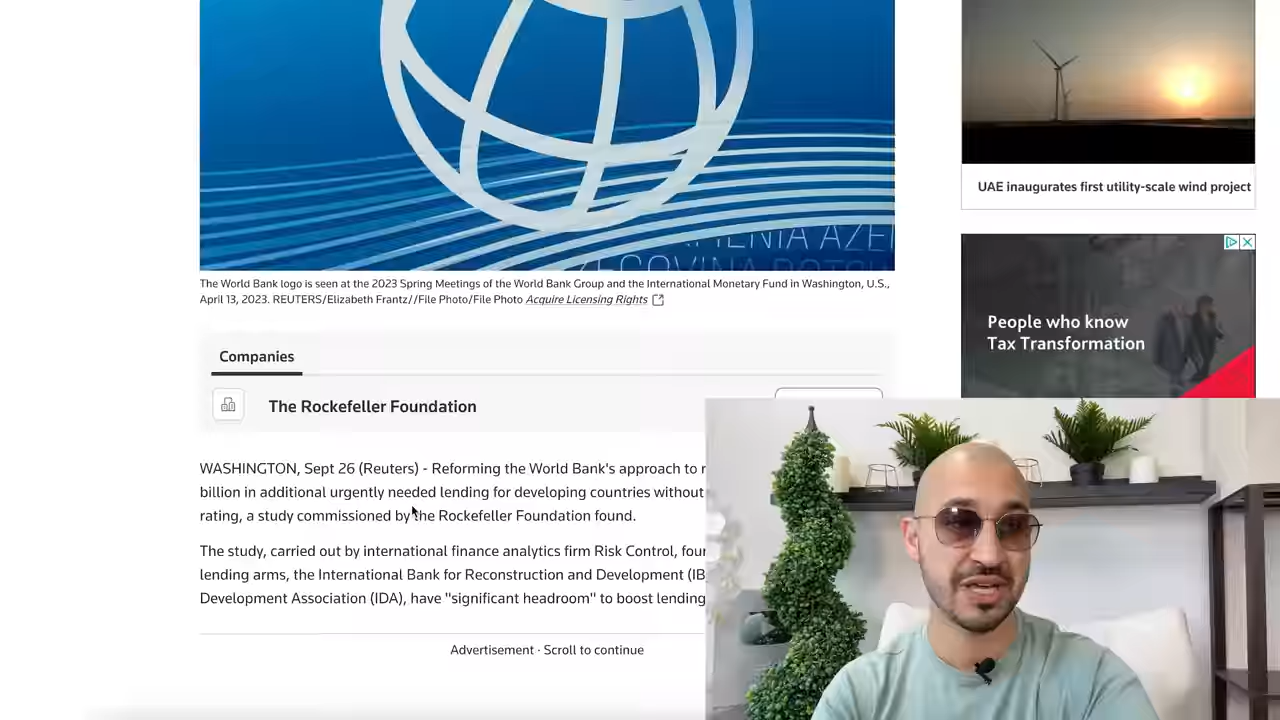 MENIA AZE
UAE inaugurates first utility-scale wind project
The World Bank logo is seen at the 2023 Spring Meetings of the World Bank Group and the International Monetary Fund in Washington, U.S.,
April 13, 2023. REUTERS/Elizabeth Frantz//File Photo/File Photo Acquire Licensing Rights
People who know
Tax Transformation
Companies
The Rockefeller Foundation
WASHINGTON, Sept 26 (Reuters) - Reforming the World Bank's approach to
billion in additional urgently needed lending for developing countries without
rating, a study commissioned by the Rockefeller Foundation found.
The study, carried out by international finance analytics firm Risk Control,
lending arms, the International Bank for Reconstruction and Development (IB
Development Association (IDA), have "significant headroom" to boost lending
Advertisement · Scroll to continue